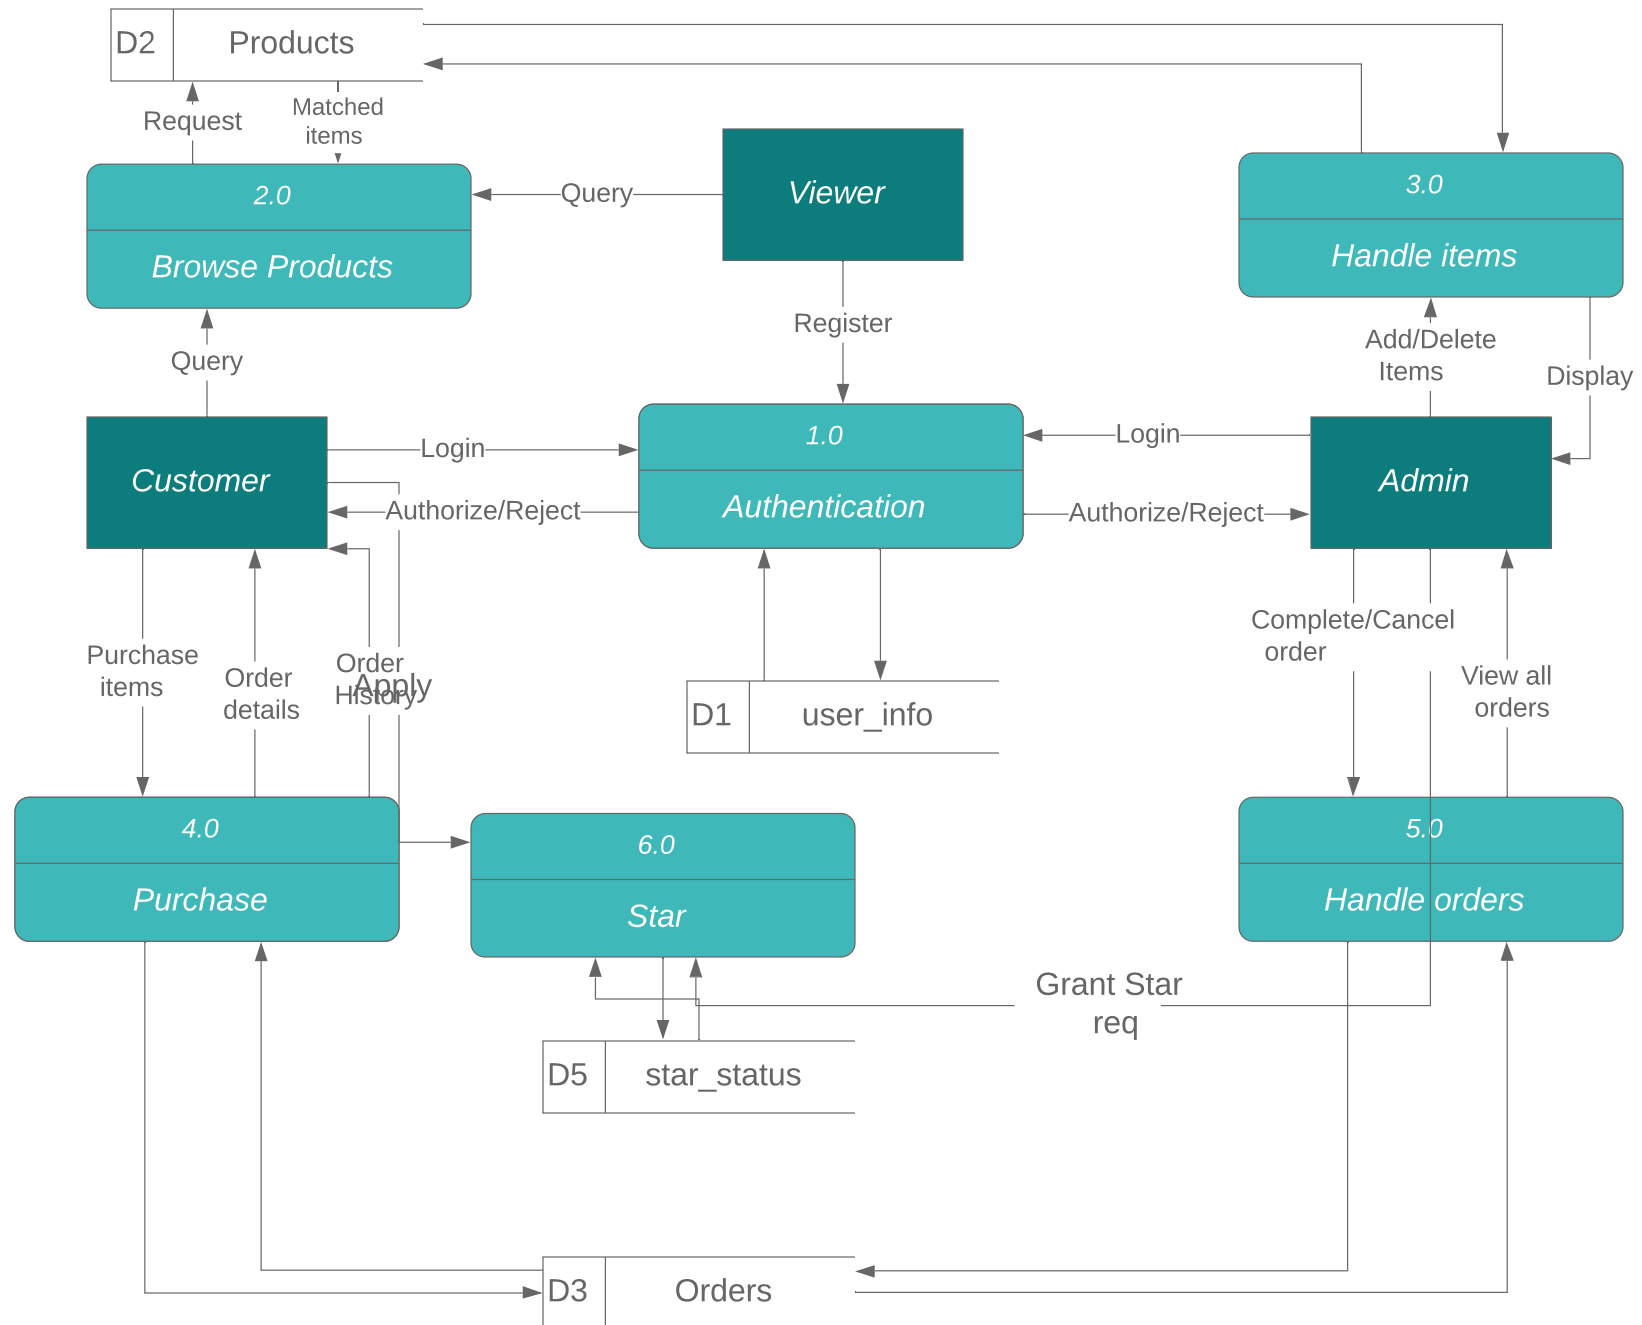 D2
Products
Request
Matched
items
2.0
Browse Products
Query
Viewer
3.0
Handle items
Register
Query
Add/Delete
Items
Display
Customer
Login
Authorize/Reject
1.0
Authentication
Login
Authorize/Reject
Admin
Purchase
items
Order
details
Order
History
Apply
D1
user_info
Complete/Cancel
order
View all
orders
4.0
Purchase
6.0
Star
5.0
Handle orders
Grant Star
req
D5
star_status
D3
Orders